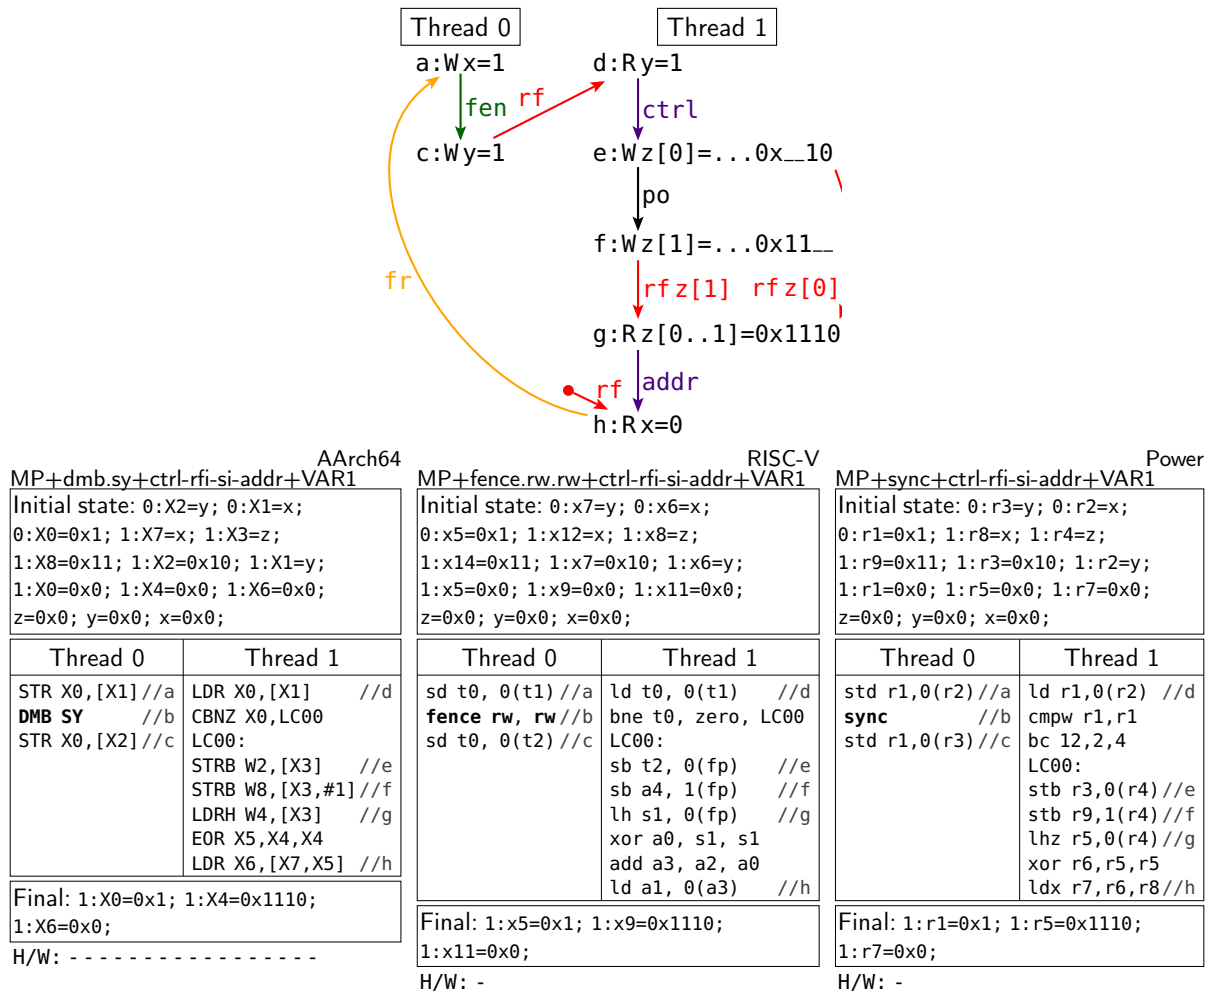 Thread 0 Thread 1
a:Wx=1 d:Ry=1
fen rf ctrl
c:Wy=1 e:Wz[0]=...0x__10
po
f:Wz[1]=...0x11__
fr rf z[1] rf z[0]
g:Rz[0..1]=0x1110
rf addr
h:Rx=0
AArch64
MP+dmb.sy+ctrl-rfi-si-addr+VAR1
Initial state: 0:X2=y; 0:X1=x;
0:X0=0x1; 1:X7=x; 1:X3=z;
1:X8=0x11; 1:X2=0x10; 1:X1=y;
1:X0=0x0; 1:X4=0x0; 1:X6=0x0;
z=0x0; y=0x0; x=0x0;
Thread 0
STR X0,[X1]//a
DMB SY //b
STR X0,[X2]//c
Thread 1
LDR X0,[X1] //d
CBNZ X0,LC00
LC00:
STRB W2,[X3] //e
STRB W8,[X3,#1]//f
LDRH W4,[X3] //g
EOR X5,X4,X4
LDR X6,[X7,X5] //h
Final: 1:X0=0x1; 1:X4=0x1110;
1:X6=0x0;
H/W: - - - - - - - - - - - - - - - - -
RISC-V
MP+fence.rw.rw+ctrl-rfi-si-addr+VAR1
Initial state: 0:x7=y; 0:x6=x;
0:x5=0x1; 1:x12=x; 1:x8=z;
1:x14=0x11; 1:x7=0x10; 1:x6=y;
1:x5=0x0; 1:x9=0x0; 1:x11=0x0;
z=0x0; y=0x0; x=0x0;
Thread 0
sd t0, 0(t1)//a
fence rw, rw//b
sd t0, 0(t2)//c
Thread 1
ld t0, 0(t1) //d
bne t0, zero, LC00
LC00:
sb t2, 0(fp) //e
sb a4, 1(fp) //f
lh s1, 0(fp) //g
xor a0, s1, s1
add a3, a2, a0
ld a1, 0(a3) //h
Final: 1:x5=0x1; 1:x9=0x1110;
1:x11=0x0;
H/W: -
Power
MP+sync+ctrl-rfi-si-addr+VAR1
Initial state: 0:r3=y; 0:r2=x;
0:r1=0x1; 1:r8=x; 1:r4=z;
1:r9=0x11; 1:r3=0x10; 1:r2=y;
1:r1=0x0; 1:r5=0x0; 1:r7=0x0;
z=0x0; y=0x0; x=0x0;
Thread 0
std r1,0(r2)//a
sync //b
std r1,0(r3)//c
Thread 1
ld r1,0(r2) //d
cmpw r1,r1
bc 12,2,4
LC00:
stb r3,0(r4)//e
stb r9,1(r4)//f
lhz r5,0(r4)//g
xor r6,r5,r5
ldx r7,r6,r8//h
Final: 1:r1=0x1; 1:r5=0x1110;
1:r7=0x0;
H/W: -